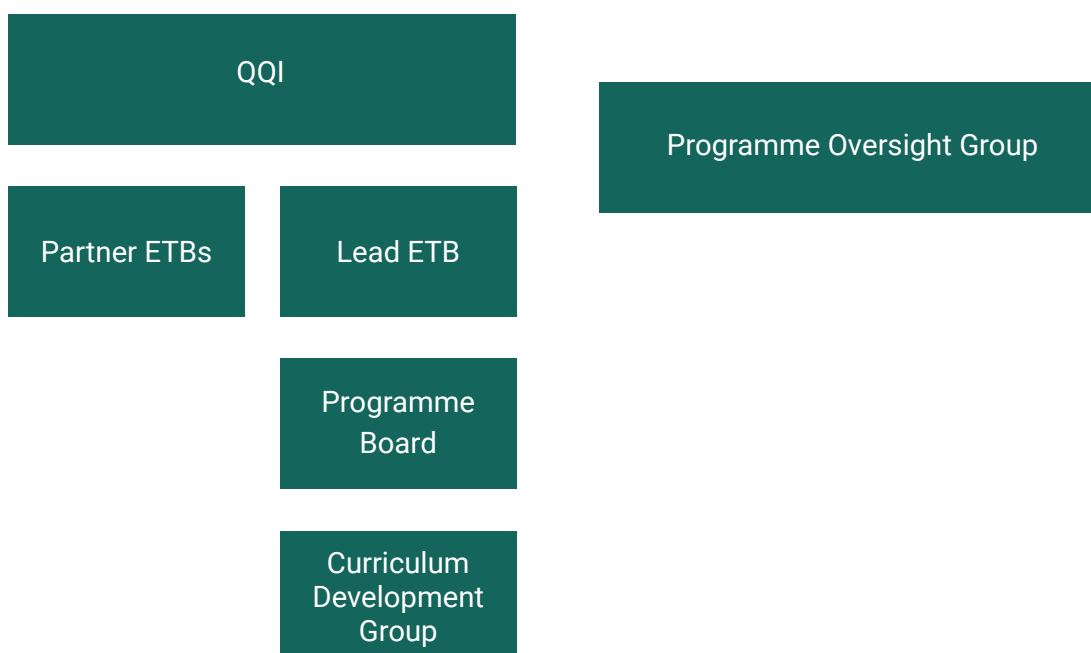 QQI
Programme Oversight Group
Partner ETBs
Lead ETB
Programme
Board
Curriculum
Development
Group